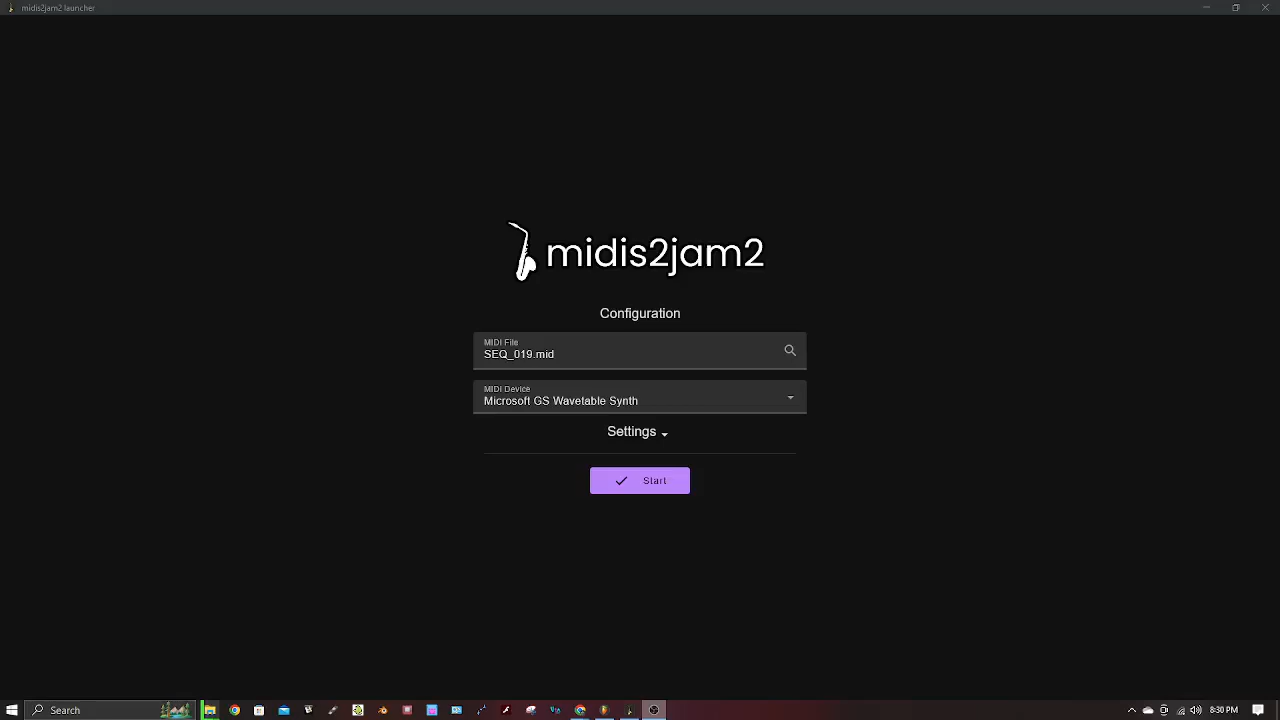 midis2jam2 launcher
midis2jam2
Configuration
MIDI File
SEQ_019.mid
MIDI Device
Microsoft GS Wavetable Synth
Settings
Start
Search
8:30 PM